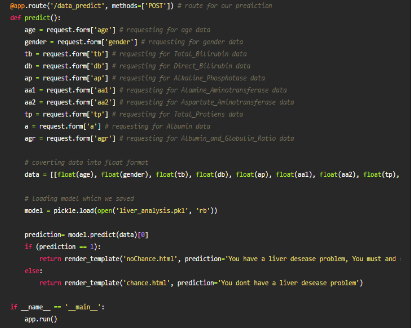 @app.route('/data_predict', methods=['POST']) # route for our prediction
def predict():
    age = request.form['age'] # requesting for age data
    gender = request.form['gender'] # requesting for gender data
    tb = request.form['tb'] # requesting for Total_Bilirubin data
    db = request.form['db'] # requesting for Direct_Bilirubin data
    ap = request.form['ap'] # requesting for Alkaline_Phosphatase data
    aa1 = request.form['aa1'] # requesting for Alamine_Aminotransferase data
    aa2 = request.form['aa2'] # requesting for Aspartate_Aminotransferase data
    tp = request.form['tp'] # requesting for Total_Protiens data
    a = request.form['a'] # requesting for Albumin data
    agr = request.form['agr'] # requesting for Albumin_and_Globulin_Ratio data
    # coverting data into float format
    data = [[float(age), float(gender), float(tb), float(db), float(ap), float(aa1), float(aa2), float(tp),
    # Loading model which we saved
    model = pickle.load(open('liver_analysis.pkl', 'rb'))
    prediction= model.predict(data)[0]
    if (prediction == 1):
        return render_template('noChance.html', prediction='You have a liver desease problem, You must and
    else:
        return render_template('chance.html', prediction='You dont have a liver desease problem')
if __name__ == '__main__':
    app.run()